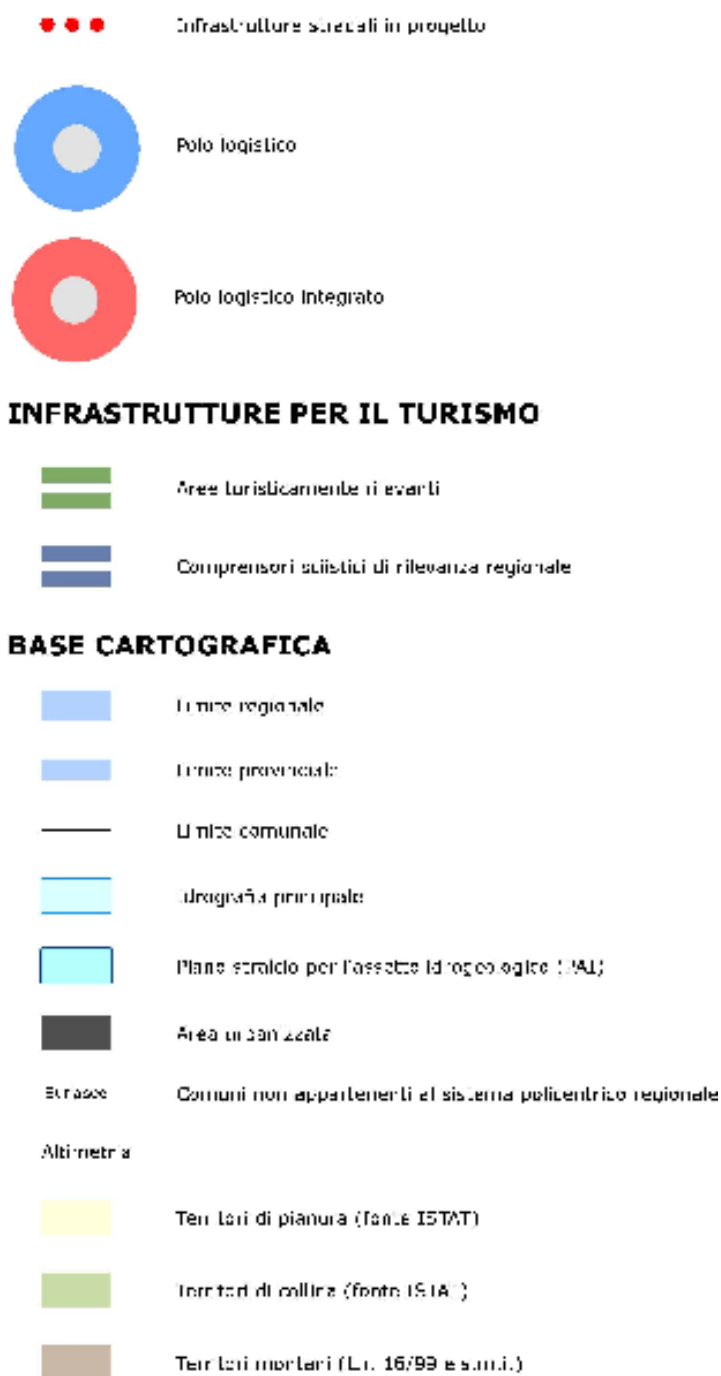 Infrastrutture stradali in progetto
Polo logistico
Polo logistico integrato
INFRASTRUTTURE PER IL TURISMO
Aree turisticamente rilevanti
Comprensori sciistici di rilevanza regionale
BASE CARTOGRAFICA
Limite regionale
Limite provinciale
Limite comunale
Idrografia principale
Piano stralcio per l'assetto idrogeologico (PAI)
Area urbanizzata
Comuni non appartenenti al sistema policentrico regionale
Altimetria
Territori di pianura (fonte ISTAT)
Territori di collina (fonte ISTAT)
Territori montani (L.r. 16/99 e s.m.i.)